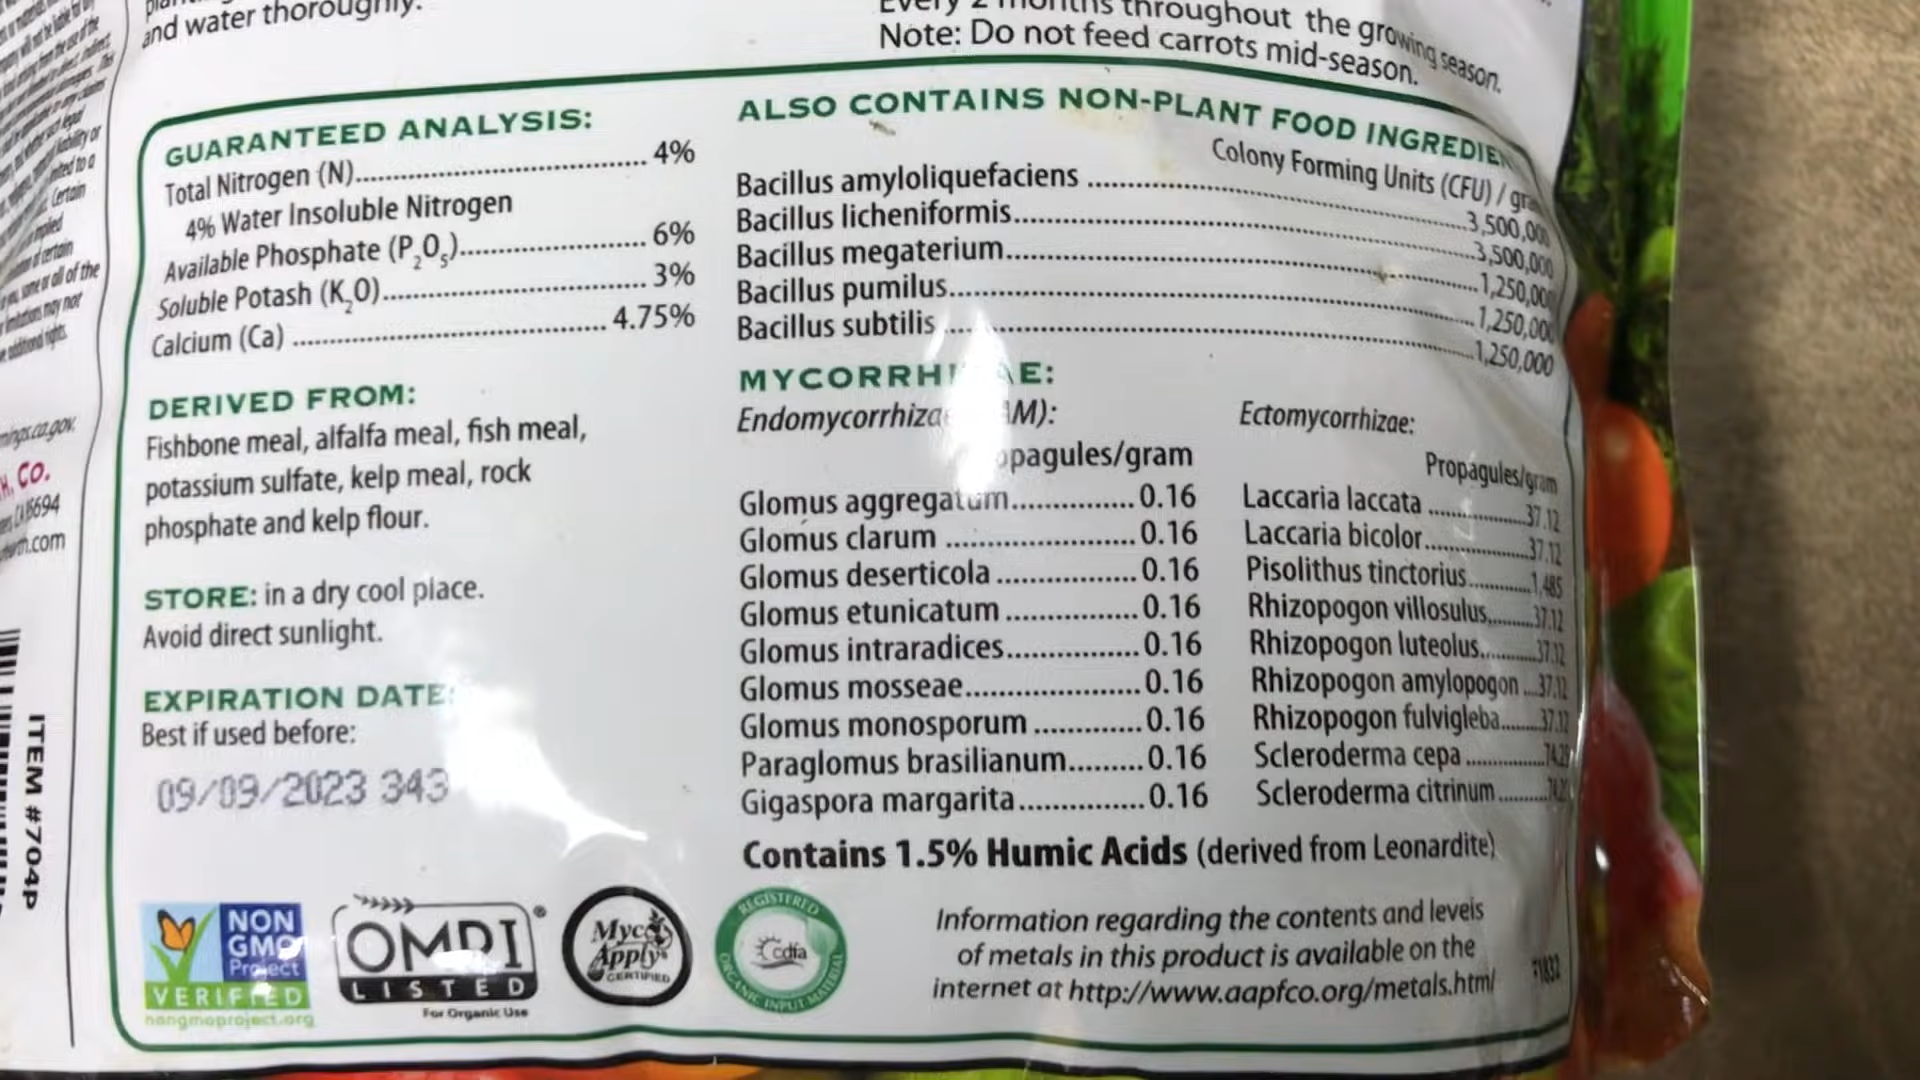 and water thoroughly.
Every 2 months throughout the growing season.
Note: Do not feed carrots mid-season.
GUARANTEED ANALYSIS:
Total Nitrogen (N)............ 4%
4% Water Insoluble Nitrogen
Available Phosphate (P₂O₅)............ 6%
Soluble Potash (K₂O)............ 3%
Calcium (Ca) ............ 4.75%
DERIVED FROM:
Fishbone meal, alfalfa meal, fish meal,
potassium sulfate, kelp meal, rock
phosphate and kelp flour.
STORE: in a dry cool place.
Avoid direct sunlight.
EXPIRATION DATE:
Best if used before:
09/09/2023 343
ALSO CONTAINS NON-PLANT FOOD
Colony Forming Units (CFU) /
Bacillus amyloliquefaciens ............ 3,500,000
Bacillus licheniformis............ 3,500,000
Bacillus megaterium............ 1,250,000
Bacillus pumilus............ 1,250,000
Bacillus subtilis ............ 1,250,000
MYCORRHIZAE:
Endomycorrhizae
Propagules/gram
Glomus aggregatum............ 0.16
Glomus clarum ............ 0.16
Glomus deserticola ............ 0.16
Glomus etunicatum ............ 0.16
Glomus intraradices............ 0.16
Glomus mosseae............ 0.16
Glomus monosporum ............ 0.16
Paraglomus brasilianum......... 0.16
Gigaspora margarita............ 0.16
Ectomycorrhizae:
Propagules/gram
Laccaria laccata ............ 37.12
Laccaria bicolor............ 37.12
Pisolithus tinctorius............ 1,485
Rhizopogon villosulus......... 37.12
Rhizopogon luteolus......... 37.12
Rhizopogon amylopogon .... 37.12
Rhizopogon fulvigleba........ 37.12
Scleroderma cepa ............
Scleroderma citrinum ..........
Contains 1.5% Humic Acids (derived from Leonardite)
Information regarding the contents and levels
of metals in this product is available on the
internet at http://www.aapfco.org/metals.html
NON
GMO
Project
VERIFIED
nongmoproject.org
OMRI®
LISTED
For Organic Use
Myco
Apply®
CERTIFIED
REGISTERED
cdfa
ORGANIC INPUT MATERIAL
ITEM #704P
Certain
some or all of the
CO.